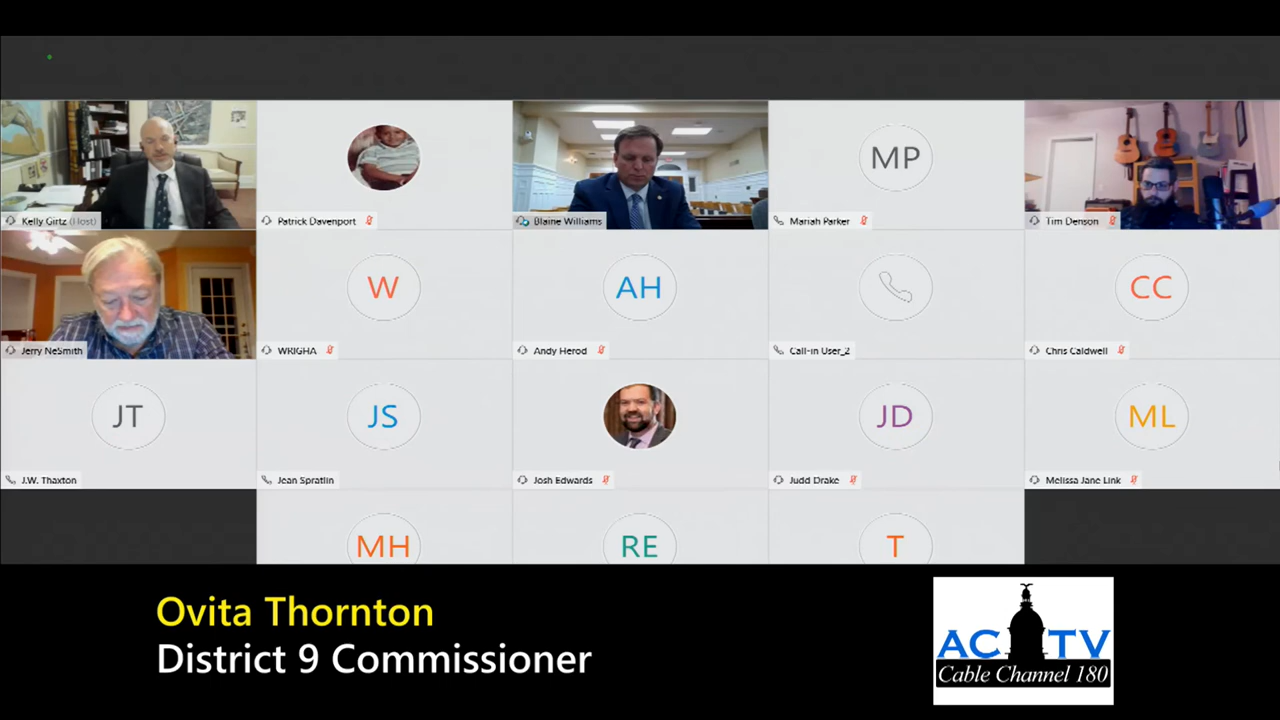 Kelly Girtz (Host)
Patrick Davenport
Blaine Williams
MP
Mariah Parker
Tim Denson
Jerry NeSmith
W
WRIGHA
AH
Andy Herod
Call-in User_2
CC
Chris Caldwell
JT
J.W. Thaxton
JS
Jean Spratlin
Josh Edwards
JD
Judd Drake
ML
Melissa Jane Link
MH
RE
T
Ovita Thornton
District 9 Commissioner
ACTV
Cable Channel 180